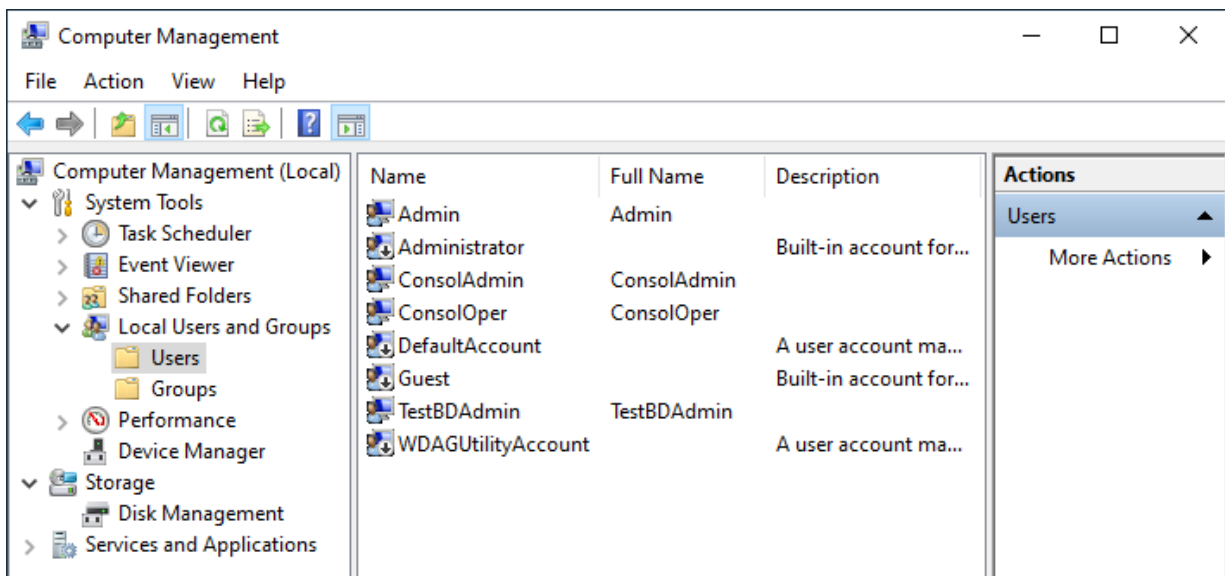 Computer Management
File Action View Help
Computer Management (Local)
System Tools
Task Scheduler
Event Viewer
Shared Folders
Local Users and Groups
Users
Groups
Performance
Device Manager
Storage
Disk Management
Services and Applications
Name Full Name Description
Admin Admin
Administrator Built-in account for...
ConsolAdmin ConsolAdmin
ConsolOper ConsolOper
DefaultAccount A user account ma...
Guest Built-in account for...
TestBDAdmin TestBDAdmin
WDAGUtilityAccount A user account ma...
Actions
Users
More Actions